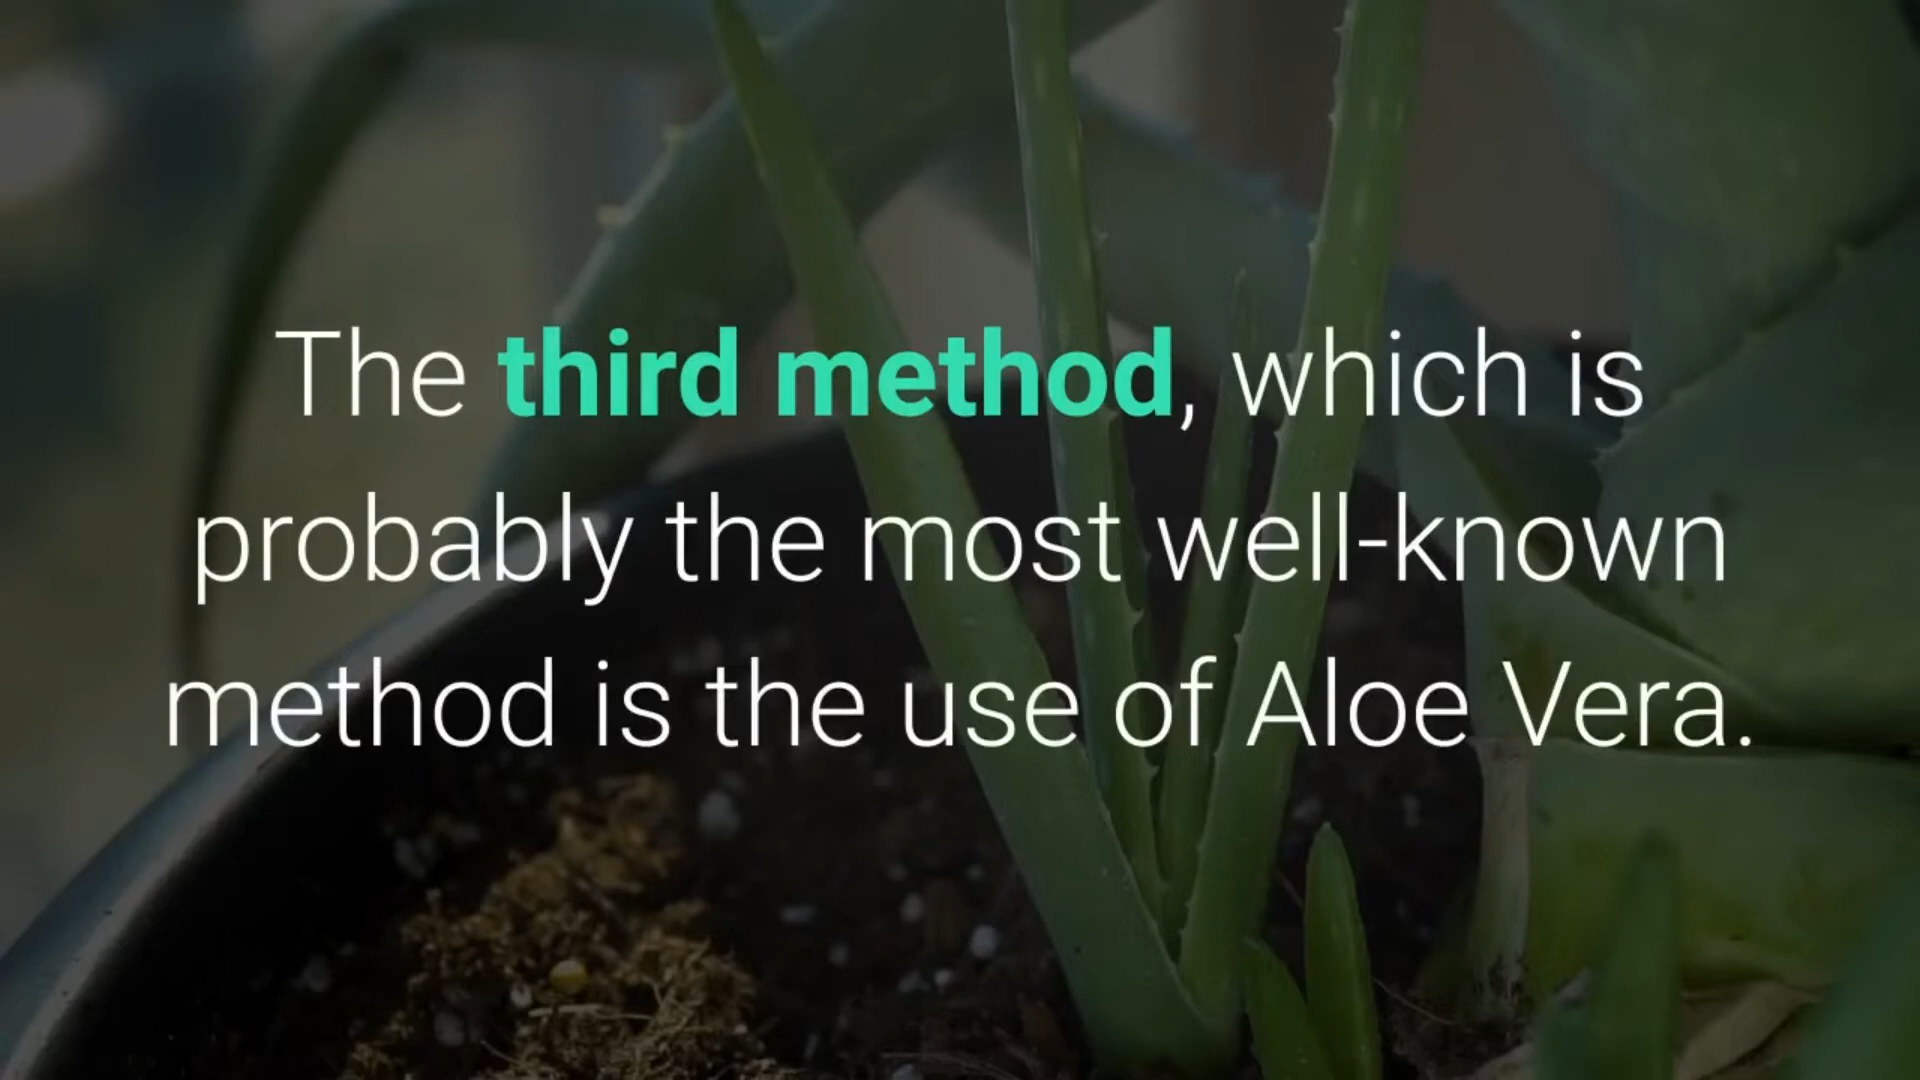 The third method, which is
probably the most well-known
method is the use of Aloe Vera.